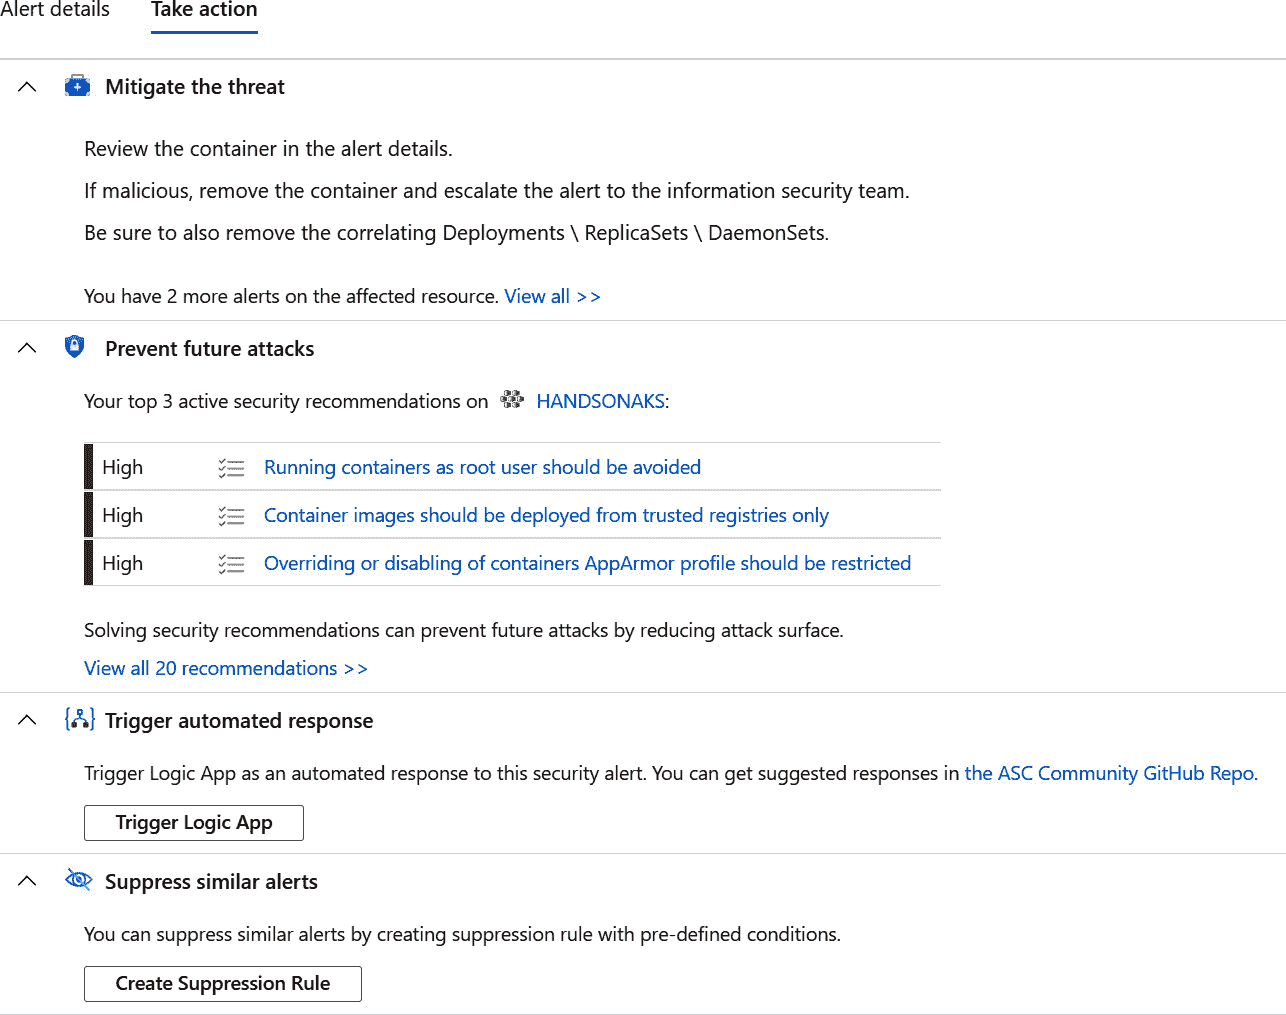 Alert details
Take action
Mitigate the threat
Review the container in the alert details.
If malicious, remove the container and escalate the alert to the information security team.
Be sure to also remove the correlating Deployments \ ReplicaSets \ DaemonSets.
You have 2 more alerts on the affected resource. View all >>
Prevent future attacks
Your top 3 active security recommendations on HANDSONAKS:
High Running containers as root user should be avoided
High Container images should be deployed from trusted registries only
High Overriding or disabling of containers AppArmor profile should be restricted
Solving security recommendations can prevent future attacks by reducing attack surface.
View all 20 recommendations >>
Trigger automated response
Trigger Logic App as an automated response to this security alert. You can get suggested responses in the ASC Community GitHub Repo.
Trigger Logic App
Suppress similar alerts
You can suppress similar alerts by creating suppression rule with pre-defined conditions.
Create Suppression Rule